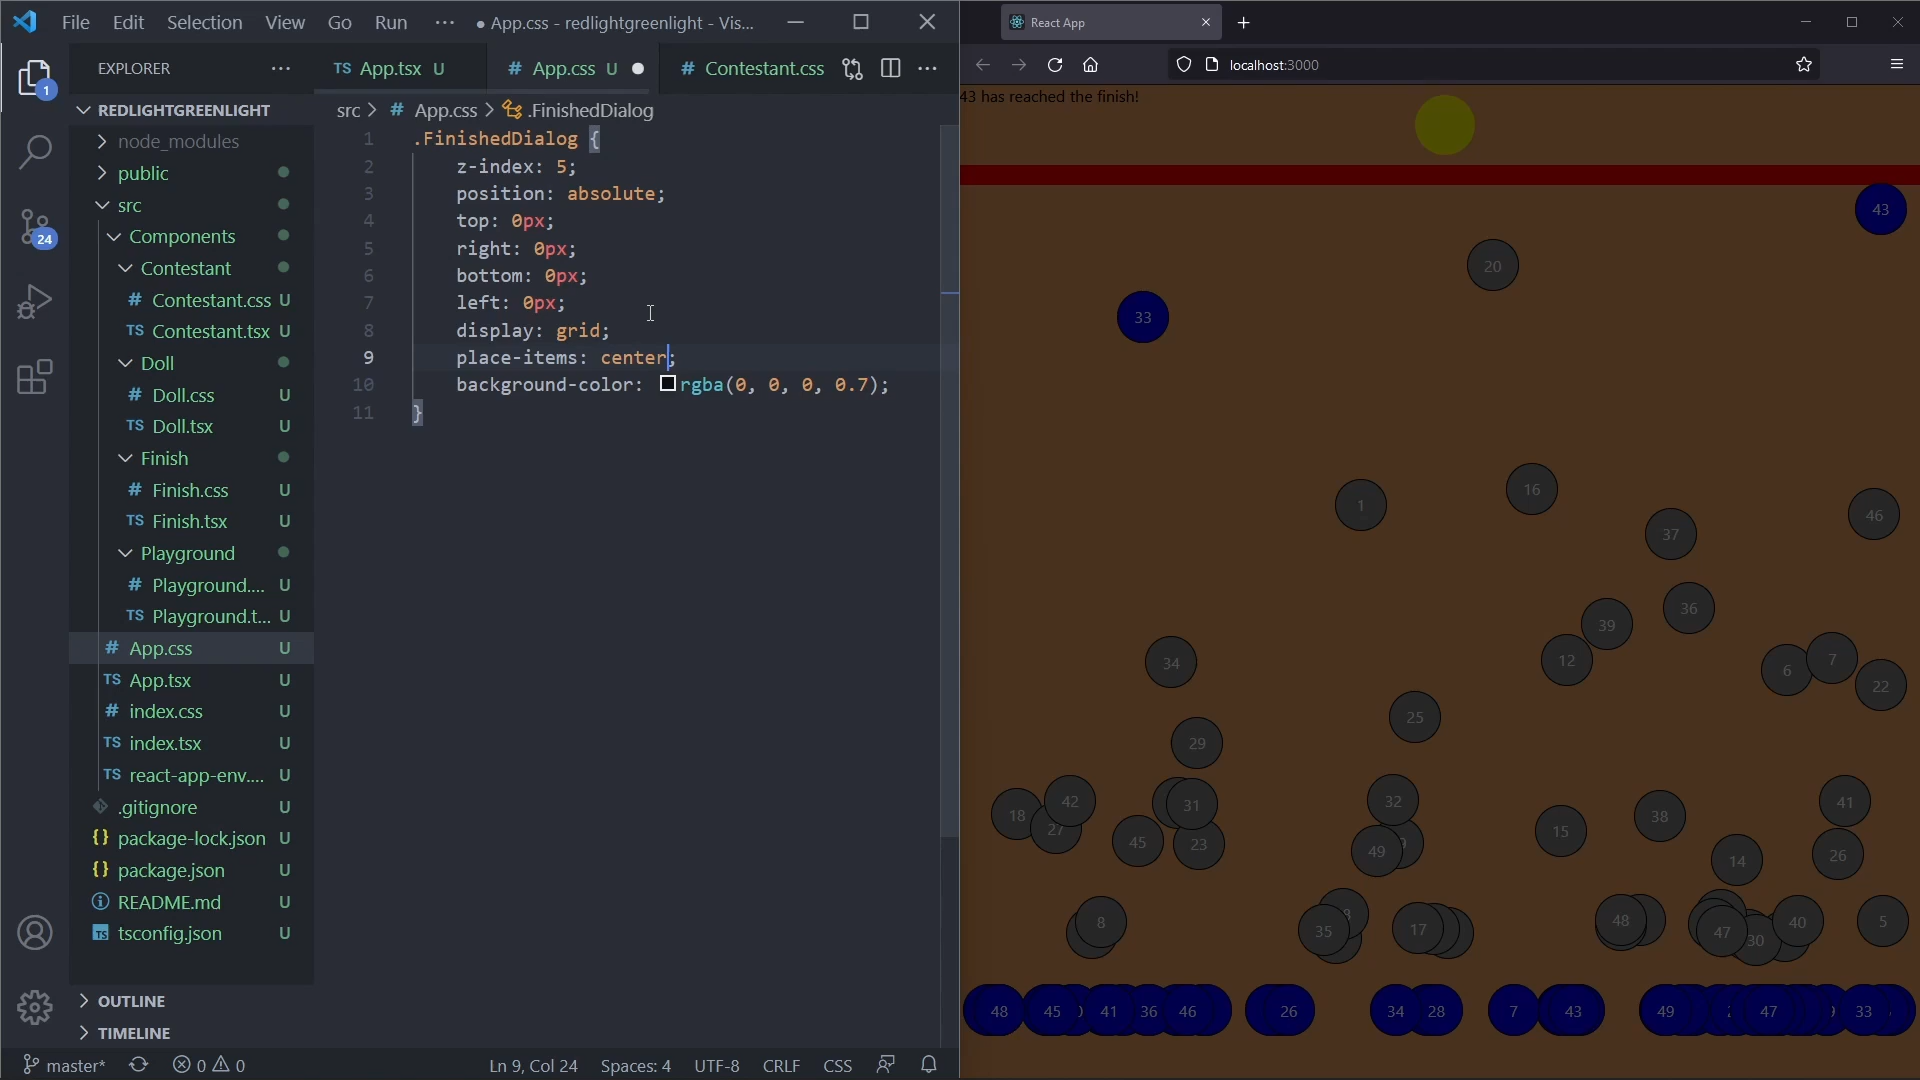 File Edit Selection View Go Run ··· ● App.css - redlightgreenlight - Vis...
EXPLORER ···
REDLIGHTGREENLIGHT
node_modules
public
src
Components
Contestant
# Contestant.css U
TS Contestant.tsx U
Doll
# Doll.css U
TS Doll.tsx U
Finish
# Finish.css U
TS Finish.tsx U
Playground
# Playground.... U
TS Playground.t... U
# App.css U
TS App.tsx U
# index.css U
TS index.tsx U
TS react-app-env.... U
.gitignore U
{} package-lock.json U
{} package.json U
README.md U
TS tsconfig.json U
OUTLINE
TIMELINE
1
24
TS App.tsx U
# App.css U ●
# Contestant.css
src > # App.css > .FinishedDialog
1 .FinishedDialog {
2 z-index: 5;
3 position: absolute;
4 top: 0px;
5 right: 0px;
6 bottom: 0px;
7 left: 0px;
8 display: grid;
9 place-items: center;
10 background-color: rgba(0, 0, 0, 0.7);
11 }
master* 0 0 Ln 9, Col 24 Spaces: 4 UTF-8 CRLF CSS
React App
localhost:3000
43 has reached the finish!
43
20
33
16
1
46
37
36
39
12
7
6
34
22
25
29
42
32
41
31
18
38
27
15
45
23
49
26
14
8
35
17
48
47
30
40
5
48 45 41 36 46 26 34 28 7 43 49 47 33